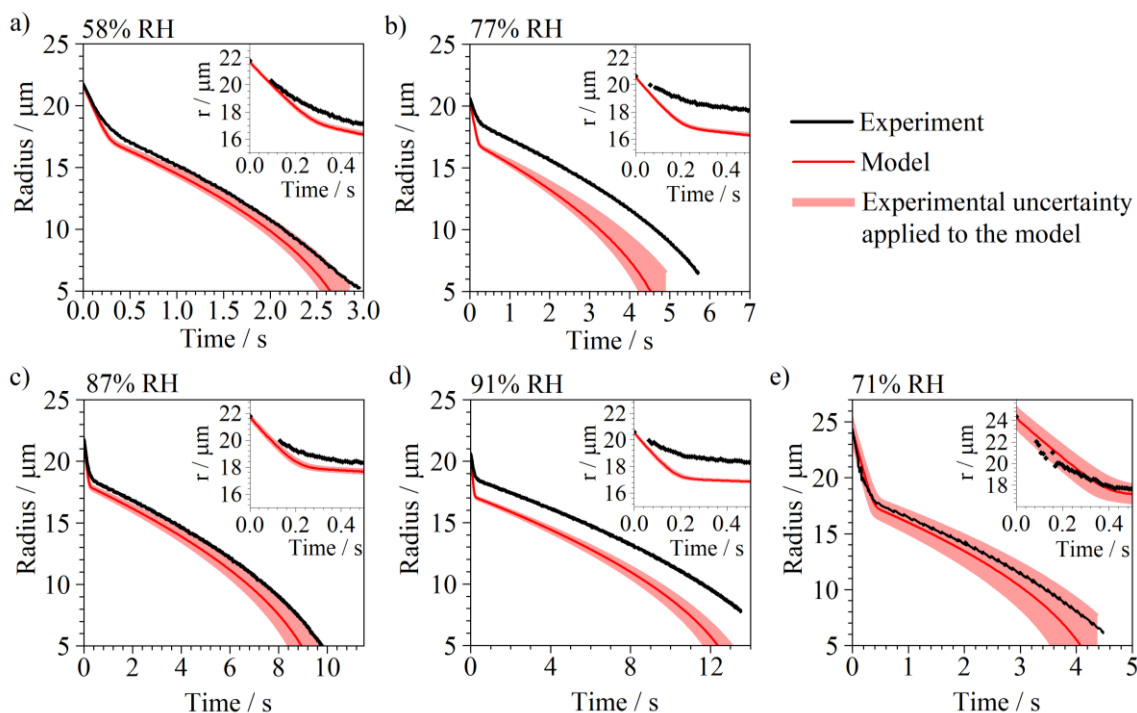 a) 58% RH
25
20
15
10
5
Radius / μm
0.0 0.5 1.0 1.5 2.0 2.5 3.0
Time / s
22
20
18
16
r / μm
0.0 0.2 0.4
Time / s
b) 77% RH
25
20
15
10
5
Radius / μm
0 1 2 3 4 5 6 7
Time / s
22
20
18
16
r / μm
0.0 0.2 0.4
Time / s
Experiment
Model
Experimental uncertainty
applied to the model
c) 87% RH
25
20
15
10
5
Radius / μm
0 2 4 6 8 10
Time / s
22
20
18
16
14
r / μm
0.0 0.2 0.4
Time / s
d) 91% RH
25
20
15
10
5
Radius / μm
0 4 8 12
Time / s
22
20
18
16
14
r / μm
0.0 0.2 0.4
Time / s
e) 71% RH
25
20
15
10
5
Radius / μm
0 1 2 3 4 5
Time / s
24
22
20
18
r / μm
0.0 0.2 0.4
Time / s